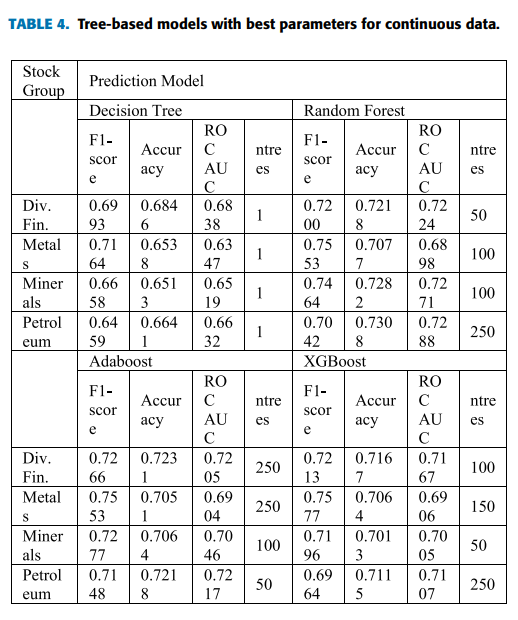 TABLE 4. Tree-based models with best parameters for continuous data.
Stock Group Prediction Model
Decision Tree Random Forest
F1-score Accuracy ROC AUC ntrees F1-score Accuracy ROC AUC ntrees
Div. Fin. 0.6993 0.6846 0.6838 1 0.7200 0.7218 0.7224 50
Metals 0.7164 0.6538 0.6347 1 0.7553 0.7077 0.6898 100
Minerals 0.6658 0.6513 0.6519 1 0.7464 0.7282 0.7271 100
Petroleum 0.6459 0.6641 0.6632 1 0.7042 0.7308 0.7288 250
Adaboost XGBoost
F1-score Accuracy ROC AUC ntrees F1-score Accuracy ROC AUC ntrees
Div. Fin. 0.7266 0.7231 0.7205 250 0.7213 0.7167 0.7167 100
Metals 0.7553 0.7051 0.6904 250 0.7577 0.7064 0.6906 150
Minerals 0.7277 0.7064 0.7046 100 0.7196 0.7013 0.7005 50
Petroleum 0.7148 0.7218 0.7217 50 0.6964 0.7115 0.7107 250